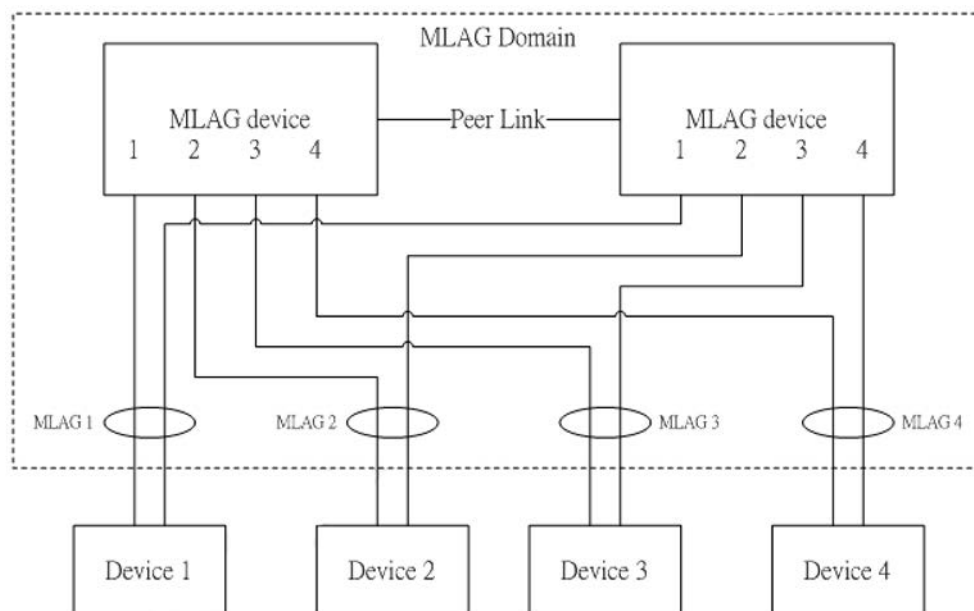 MLAG Domain
MLAG device
Peer Link
MLAG device
1 2 3 4
1 2 3 4
MLAG 1
MLAG 2
MLAG 3
MLAG 4
Device 1
Device 2
Device 3
Device 4